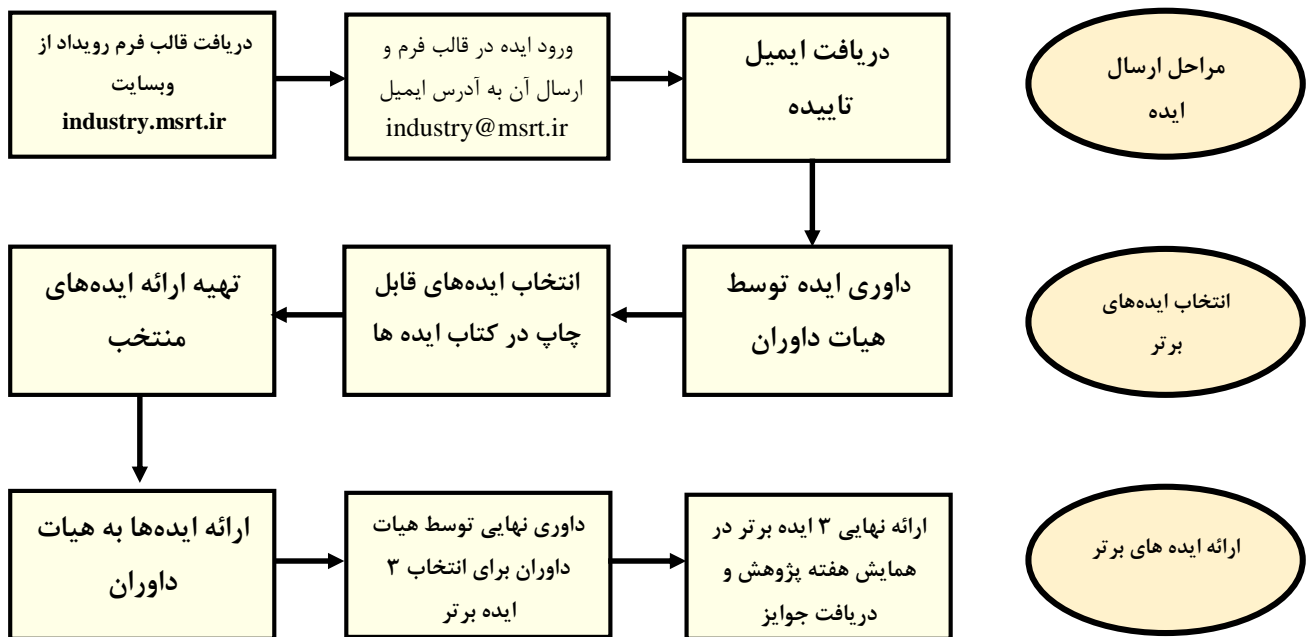 دریافت قالب فرم رویداد از
وبسایت
industry.msrt.ir
ورود ایده در قالب فرم و
ارسال آن به آدرس ایمیل
industry@msrt.ir
دریافت ایمیل
تاییده
مراحل ارسال
ایده
داوری ایده توسط
هیات داوران
انتخاب ایده‌های قابل
چاپ در کتاب ایده ها
تهیه ارائه ایده‌های
منتخب
انتخاب ایده‌های
برتر
ارائه ایده‌ها به هیات
داوران
داوری نهایی توسط هیات
داوران برای انتخاب ۳
ایده برتر
ارائه نهایی ۳ ایده برتر در
همایش هفته پژوهش و
دریافت جوایز
ارائه ایده های برتر